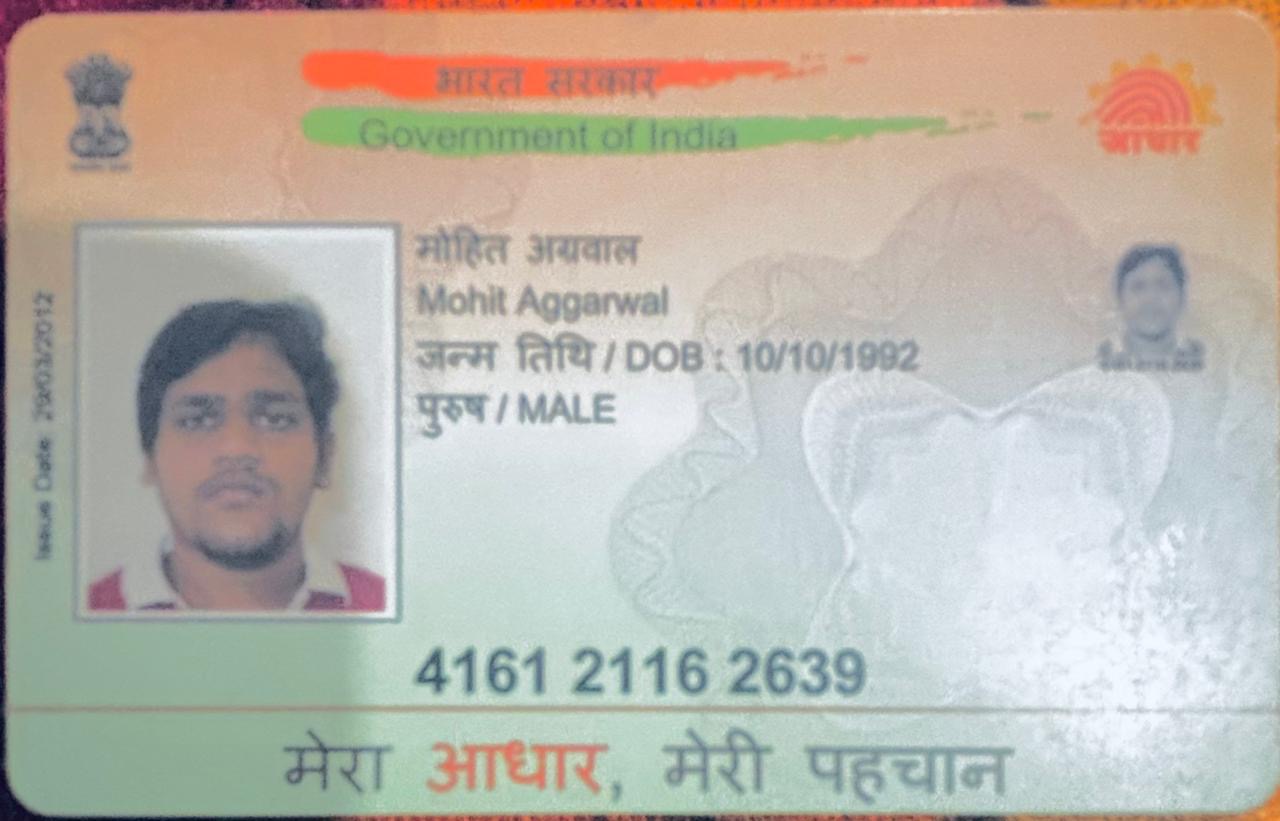 भारत सरकार
Government of India
आधार
Issue Date: 29/03/2012
मोहित अग्रवाल
Mohit Aggarwal
जन्म तिथि / DOB : 10/10/1992
पुरुष / MALE
4161 2116 2639
मेरा आधार, मेरी पहचान